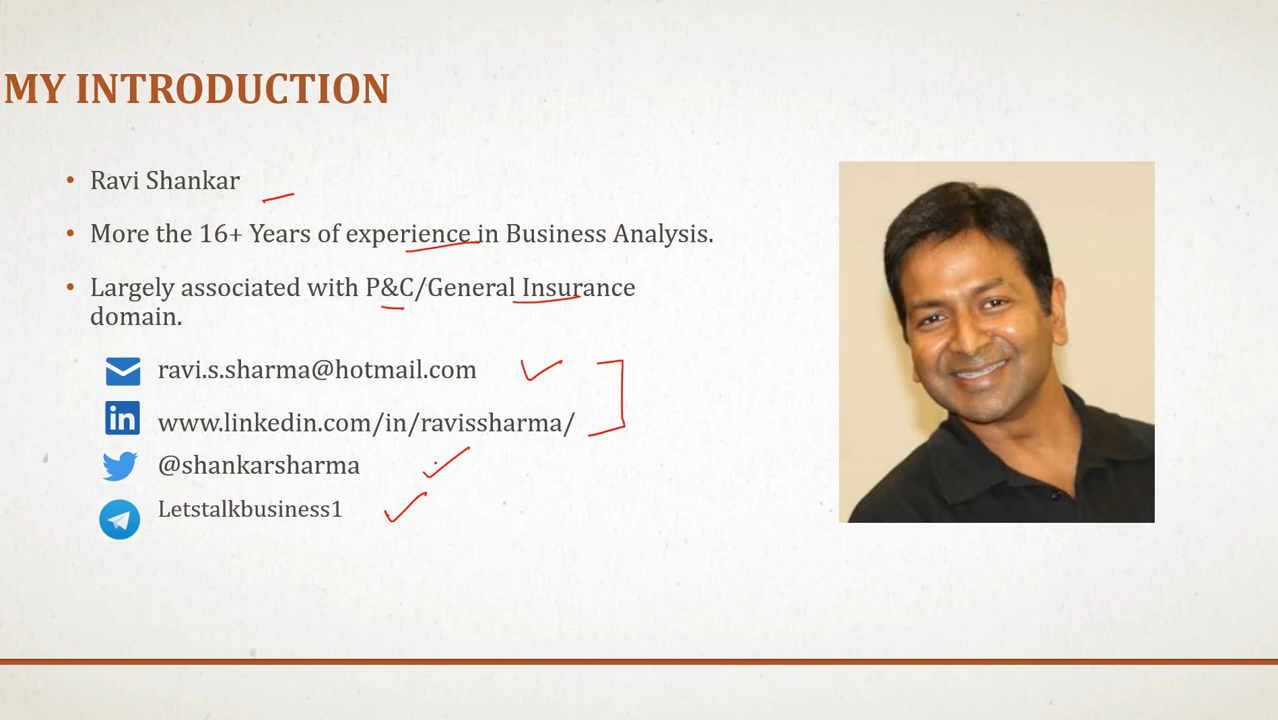 MY INTRODUCTION
• Ravi Shankar
• More the 16+ Years of experience in Business Analysis.
• Largely associated with P&C/General Insurance
domain.
ravi.s.sharma@hotmail.com
in www.linkedin.com/in/ravissharma/
@shankarsharma
Letstalkbusiness1